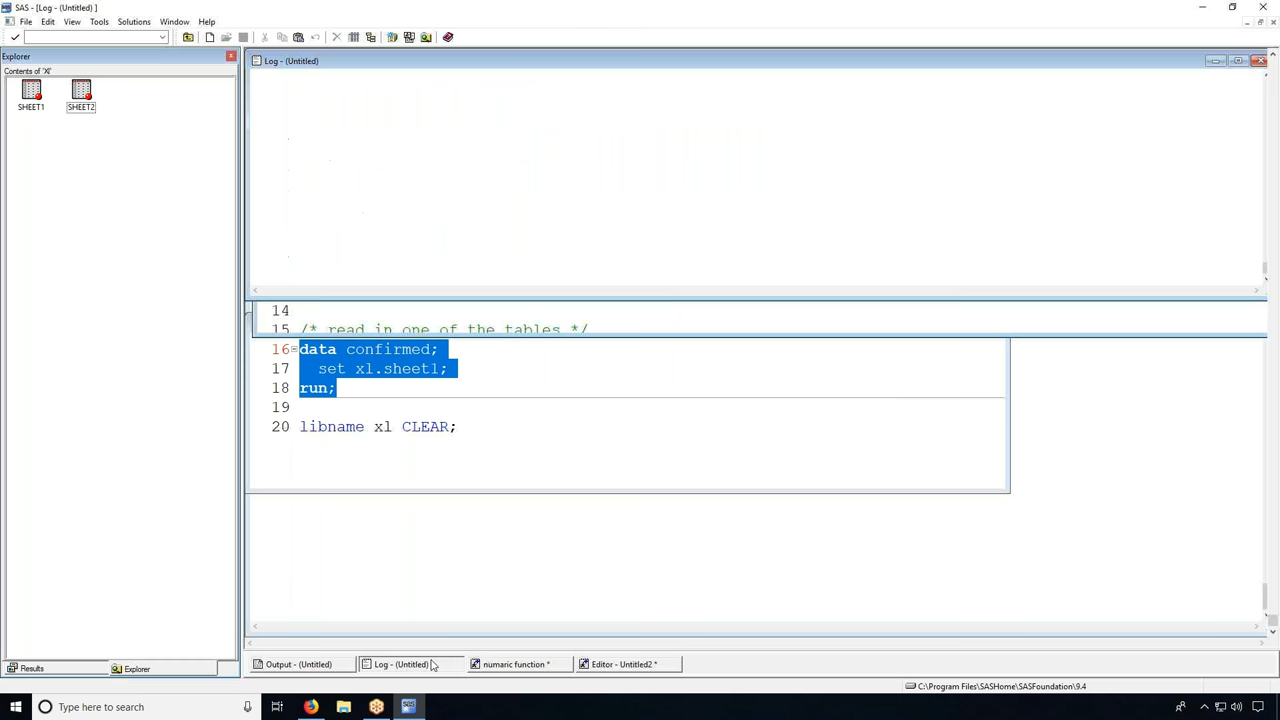 SAS - [Log - (Untitled) ]
File Edit View Tools Solutions Window Help
Explorer
Contents of 'Xl'
SHEET1 SHEET2
Log - (Untitled)
14
15 /* read in one of the tables */
16 data confirmed;
17 set xl.sheet1;
18 run;
19
20 libname xl CLEAR;
Results Explorer
Output - (Untitled) Log - (Untitled) numaric function * Editor - Untitled2 *
C:\Program Files\SASHome\SASFoundation\9.4
Type here to search
SAS